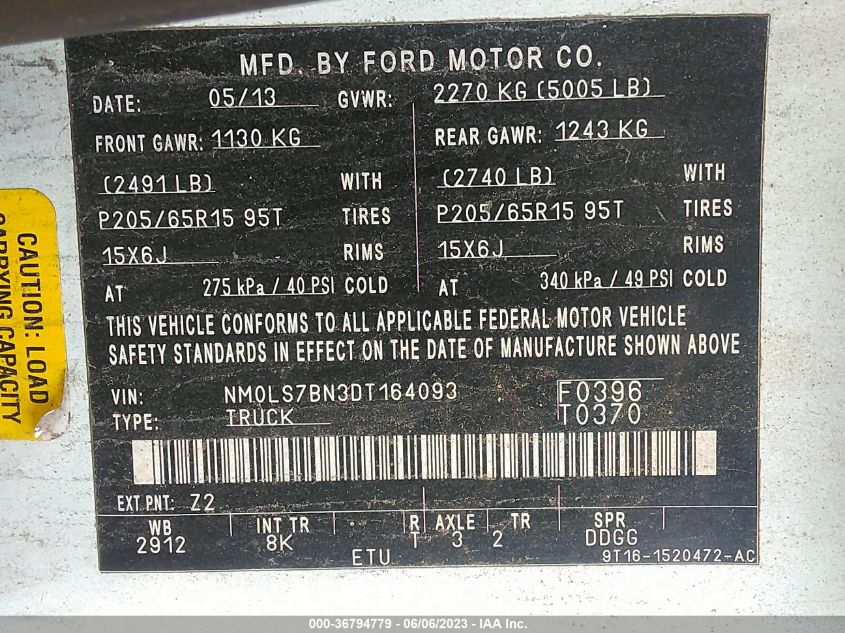 MFD. BY FORD MOTOR CO.
DATE: 05/13 GVWR: 2270 KG (5005 LB)
FRONT GAWR: 1130 KG REAR GAWR: 1243 KG
(2491 LB) WITH (2740 LB) WITH
P205/65R15 95T TIRES P205/65R15 95T TIRES
15X6J RIMS 15X6J RIMS
AT 275 kPa / 40 PSI COLD AT 340 kPa / 49 PSI COLD
THIS VEHICLE CONFORMS TO ALL APPLICABLE FEDERAL MOTOR VEHICLE
SAFETY STANDARDS IN EFFECT ON THE DATE OF MANUFACTURE SHOWN ABOVE
VIN: NM0LS7BN3DT164093 F0396
TYPE: TRUCK T0370
EXT PNT: Z2
WB INT TR R AXLE TR SPR
2912 8K T 3 2 DDGG
ETU 9T16-1520472-AC
CAUTION: LOAD
CARRYING CAPACITY
000-36794779 - 06/06/2023 - IAA Inc.